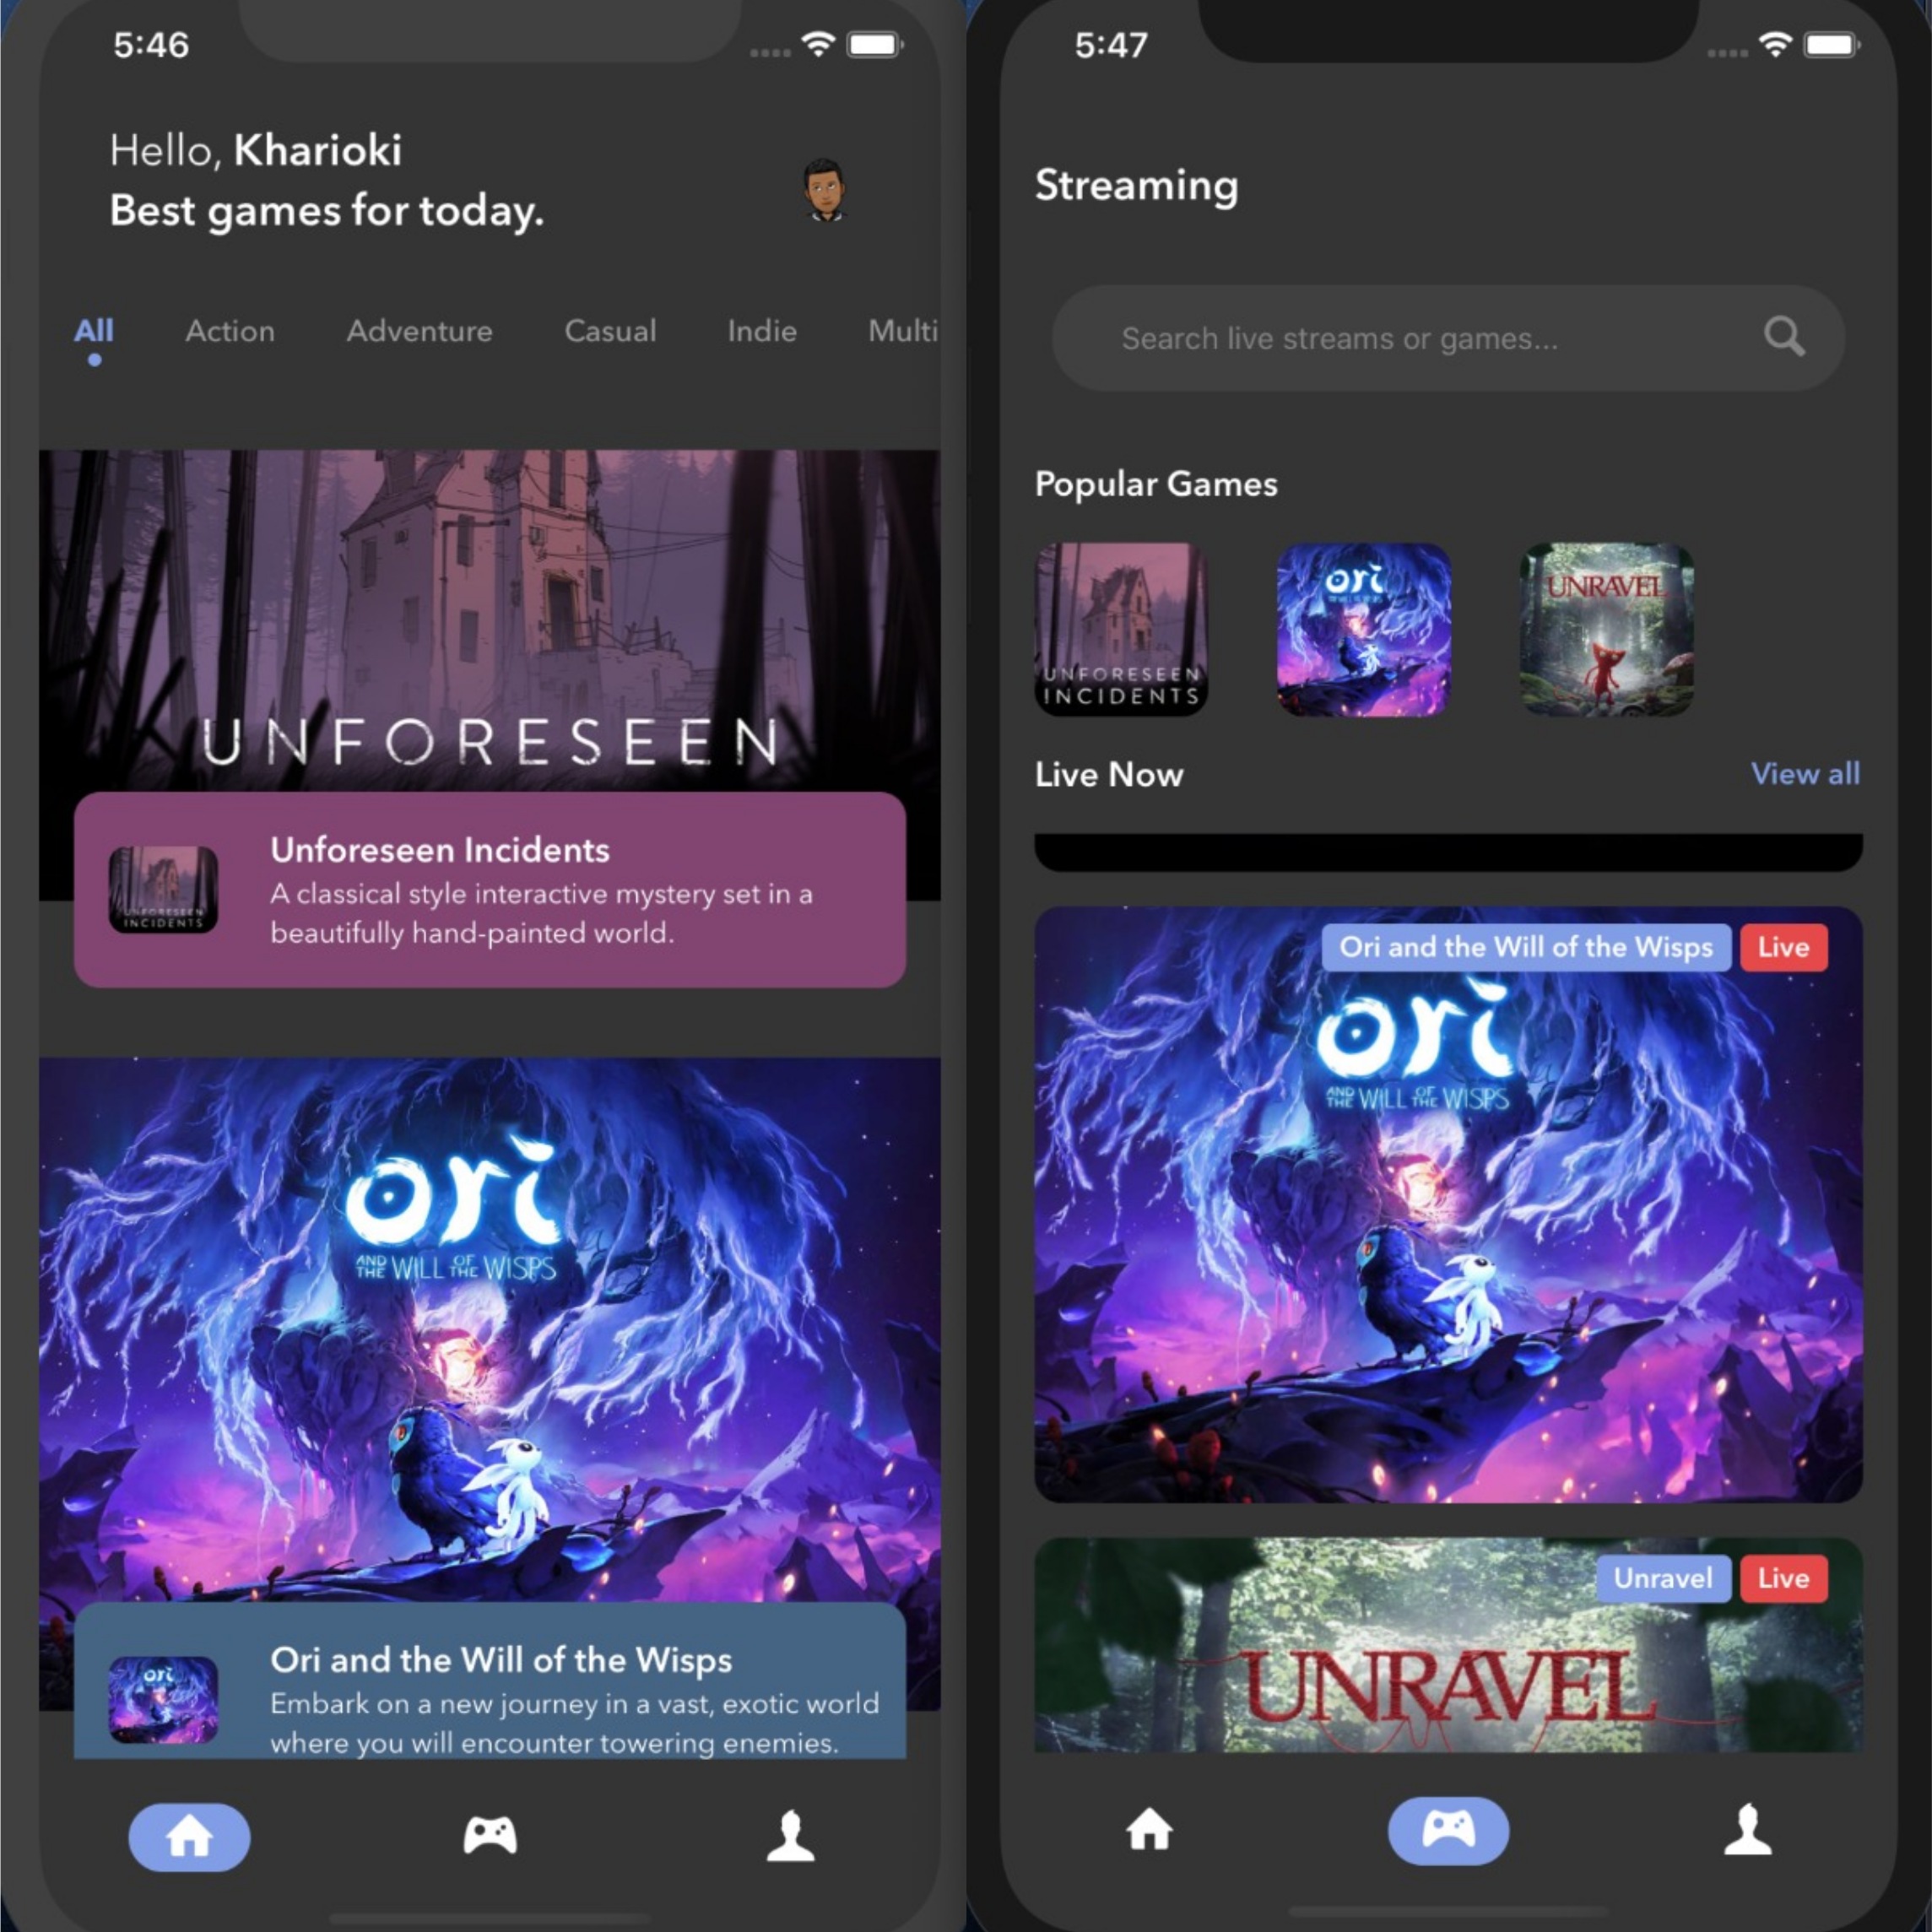 5:46
Hello, Kharioki
Best games for today.
All Action Adventure Casual Indie Multi
UNFORESEEN
UNFORESEEN
INCIDENTS
Unforeseen Incidents
A classical style interactive mystery set in a
beautifully hand-painted world.
ori
AND THE WILL OF THE WISPS
ori
Ori and the Will of the Wisps
Embark on a new journey in a vast, exotic world
where you will encounter towering enemies.
5:47
Streaming
Search live streams or games...
Popular Games
UNFORESEEN
INCIDENTS
ori
UNRAVEL
Live Now View all
Ori and the Will of the Wisps Live
ori
AND THE WILL OF THE WISPS
Unravel Live
UNRAVEL